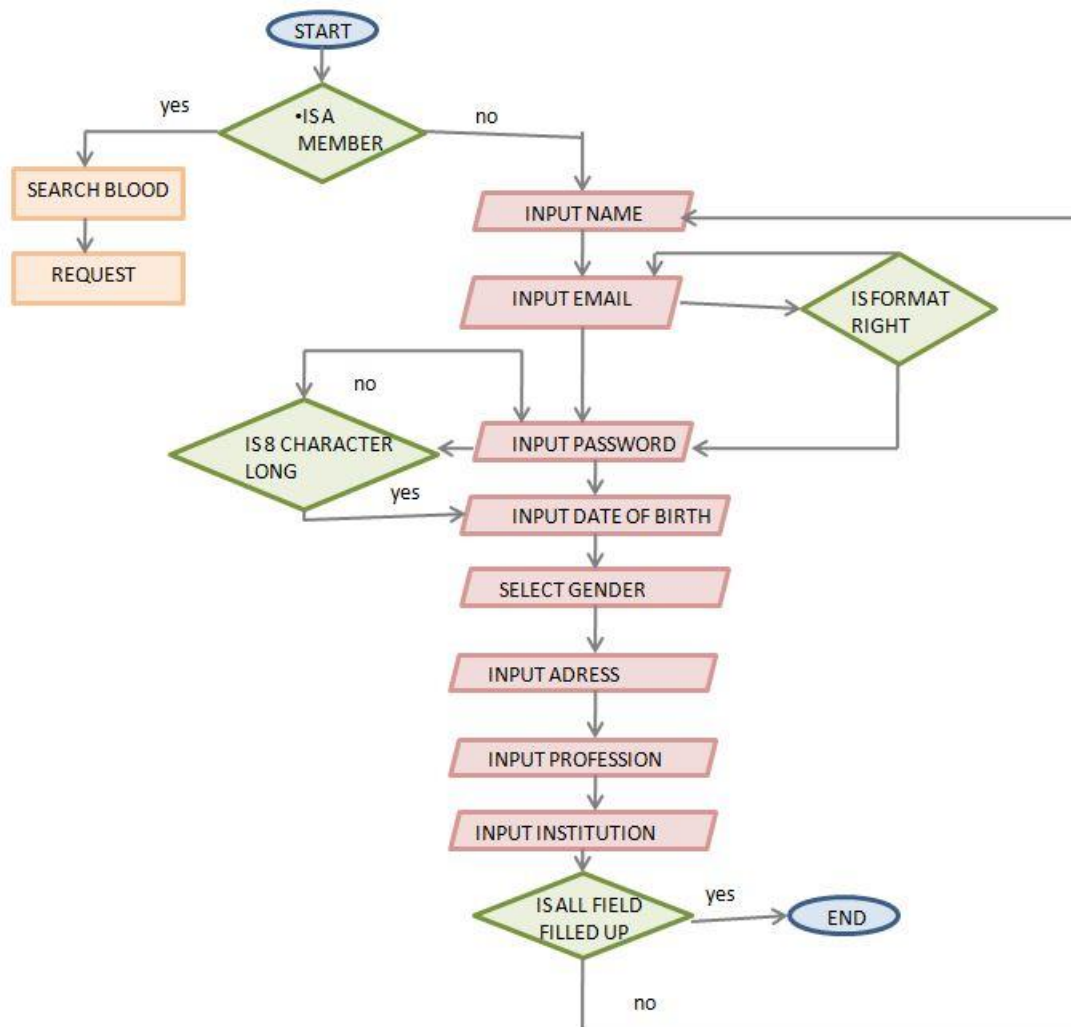 START
yes
•IS A
MEMBER
no
SEARCH BLOOD
REQUEST
INPUT NAME
INPUT EMAIL
IS FORMAT
RIGHT
no
IS 8 CHARACTER
LONG
INPUT PASSWORD
yes
INPUT DATE OF BIRTH
SELECT GENDER
INPUT ADRESS
INPUT PROFESSION
INPUT INSTITUTION
IS ALL FIELD
FILLED UP
yes
END
no